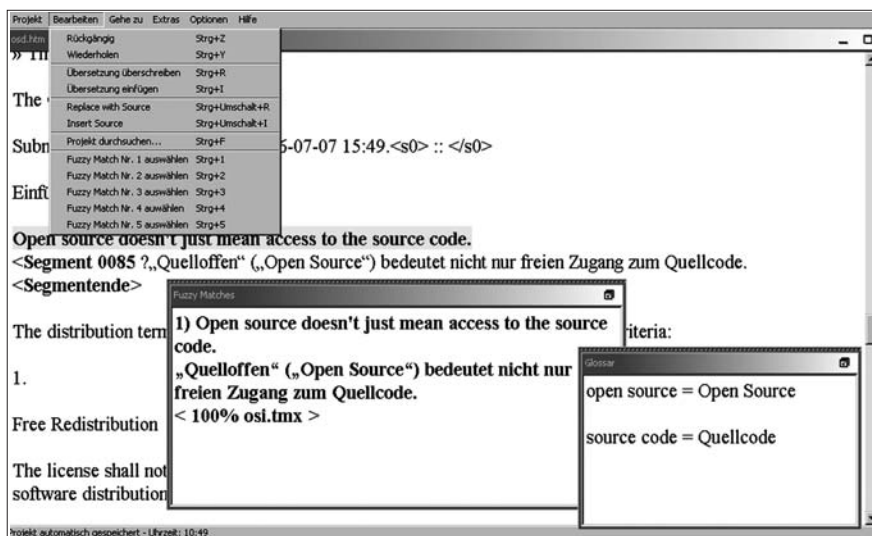 Projekt Bearbeiten Gehe zu Extras Optionen Hilfe
osd.htm
Rückgängig Strg+Z
Wiederholen Strg+Y
Übersetzung überschreiben Strg+R
Übersetzung einfügen Strg+I
Replace with Source Strg+Umschalt+R
Insert Source Strg+Umschalt+I
Projekt durchsuchen... Strg+F
Fuzzy Match Nr. 1 auswählen Strg+1
Fuzzy Match Nr. 2 auswählen Strg+2
Fuzzy Match Nr. 3 auswählen Strg+3
Fuzzy Match Nr. 4 auwählen Strg+4
Fuzzy Match Nr. 5 auswählen Strg+5
The
-07-07 15:49.<s0> :: </s0>
Open source doesn't just mean access to the source code.
<Segment 0085 ?„Quelloffen“ („Open Source“) bedeutet nicht nur freien Zugang zum Quellcode.
<Segmentende>
The distribution term
iteria:
1.
Free Redistribution
The license shall not
software distribution
Fuzzy Matches
1) Open source doesn't just mean access to the source
code.
„Quelloffen“ („Open Source“) bedeutet nicht nur
freien Zugang zum Quellcode.
< 100% osi.tmx >
Glossar
open source = Open Source
source code = Quellcode
Projekt automatisch gespeichert - Uhrzeit: 10:49